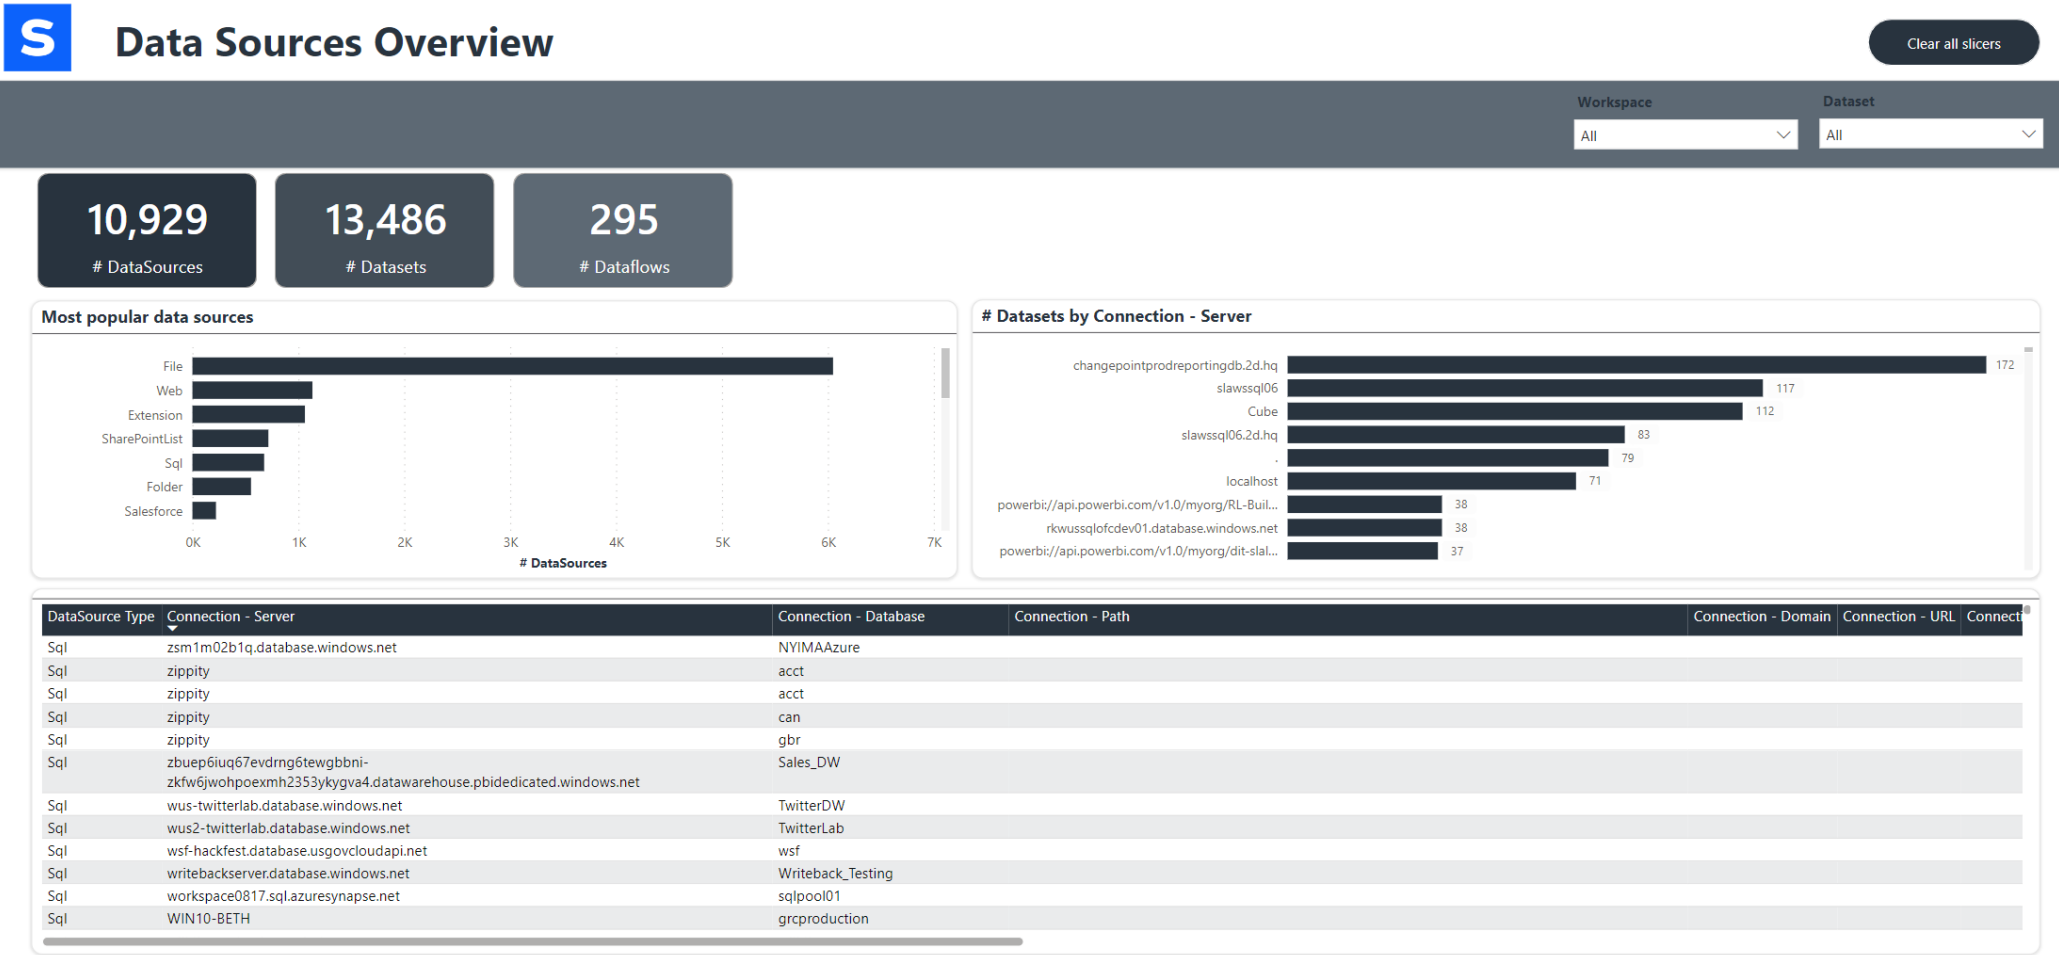 S
Data Sources Overview
Clear all slicers
Workspace
Dataset
All
All
10,929
# DataSources
13,486
# Datasets
295
# Dataflows
Most popular data sources
File
Web
Extension
SharePointList
Sql
Folder
Salesforce
0K 1K 2K 3K 4K 5K 6K 7K
# DataSources
# Datasets by Connection - Server
changepointprodreportingdb.2d.hq 172
slawssql06 117
Cube 112
slawssql06.2d.hq 83
. 79
localhost 71
powerbi://api.powerbi.com/v1.0/myorg/RL-Buil... 38
rkwussqlofcdev01.database.windows.net 38
powerbi://api.powerbi.com/v1.0/myorg/dit-slal... 37
DataSource Type Connection - Server Connection - Database Connection - Path Connection - Domain Connection - URL Connecti
Sql zsm1m02b1q.database.windows.net NYIMAAzure
Sql zippity acct
Sql zippity acct
Sql zippity can
Sql zippity gbr
Sql zbuep6iuq67evdrng6tewgbbni- Sales_DW
zkfw6jwohpoexmh2353ykygva4.datawarehouse.pbidedicated.windows.net
Sql wus-twitterlab.database.windows.net TwitterDW
Sql wus2-twitterlab.database.windows.net TwitterLab
Sql wsf-hackfest.database.usgovcloudapi.net wsf
Sql writebackserver.database.windows.net Writeback_Testing
Sql workspace0817.sql.azuresynapse.net sqlpool01
Sql WIN10-BETH grcproduction